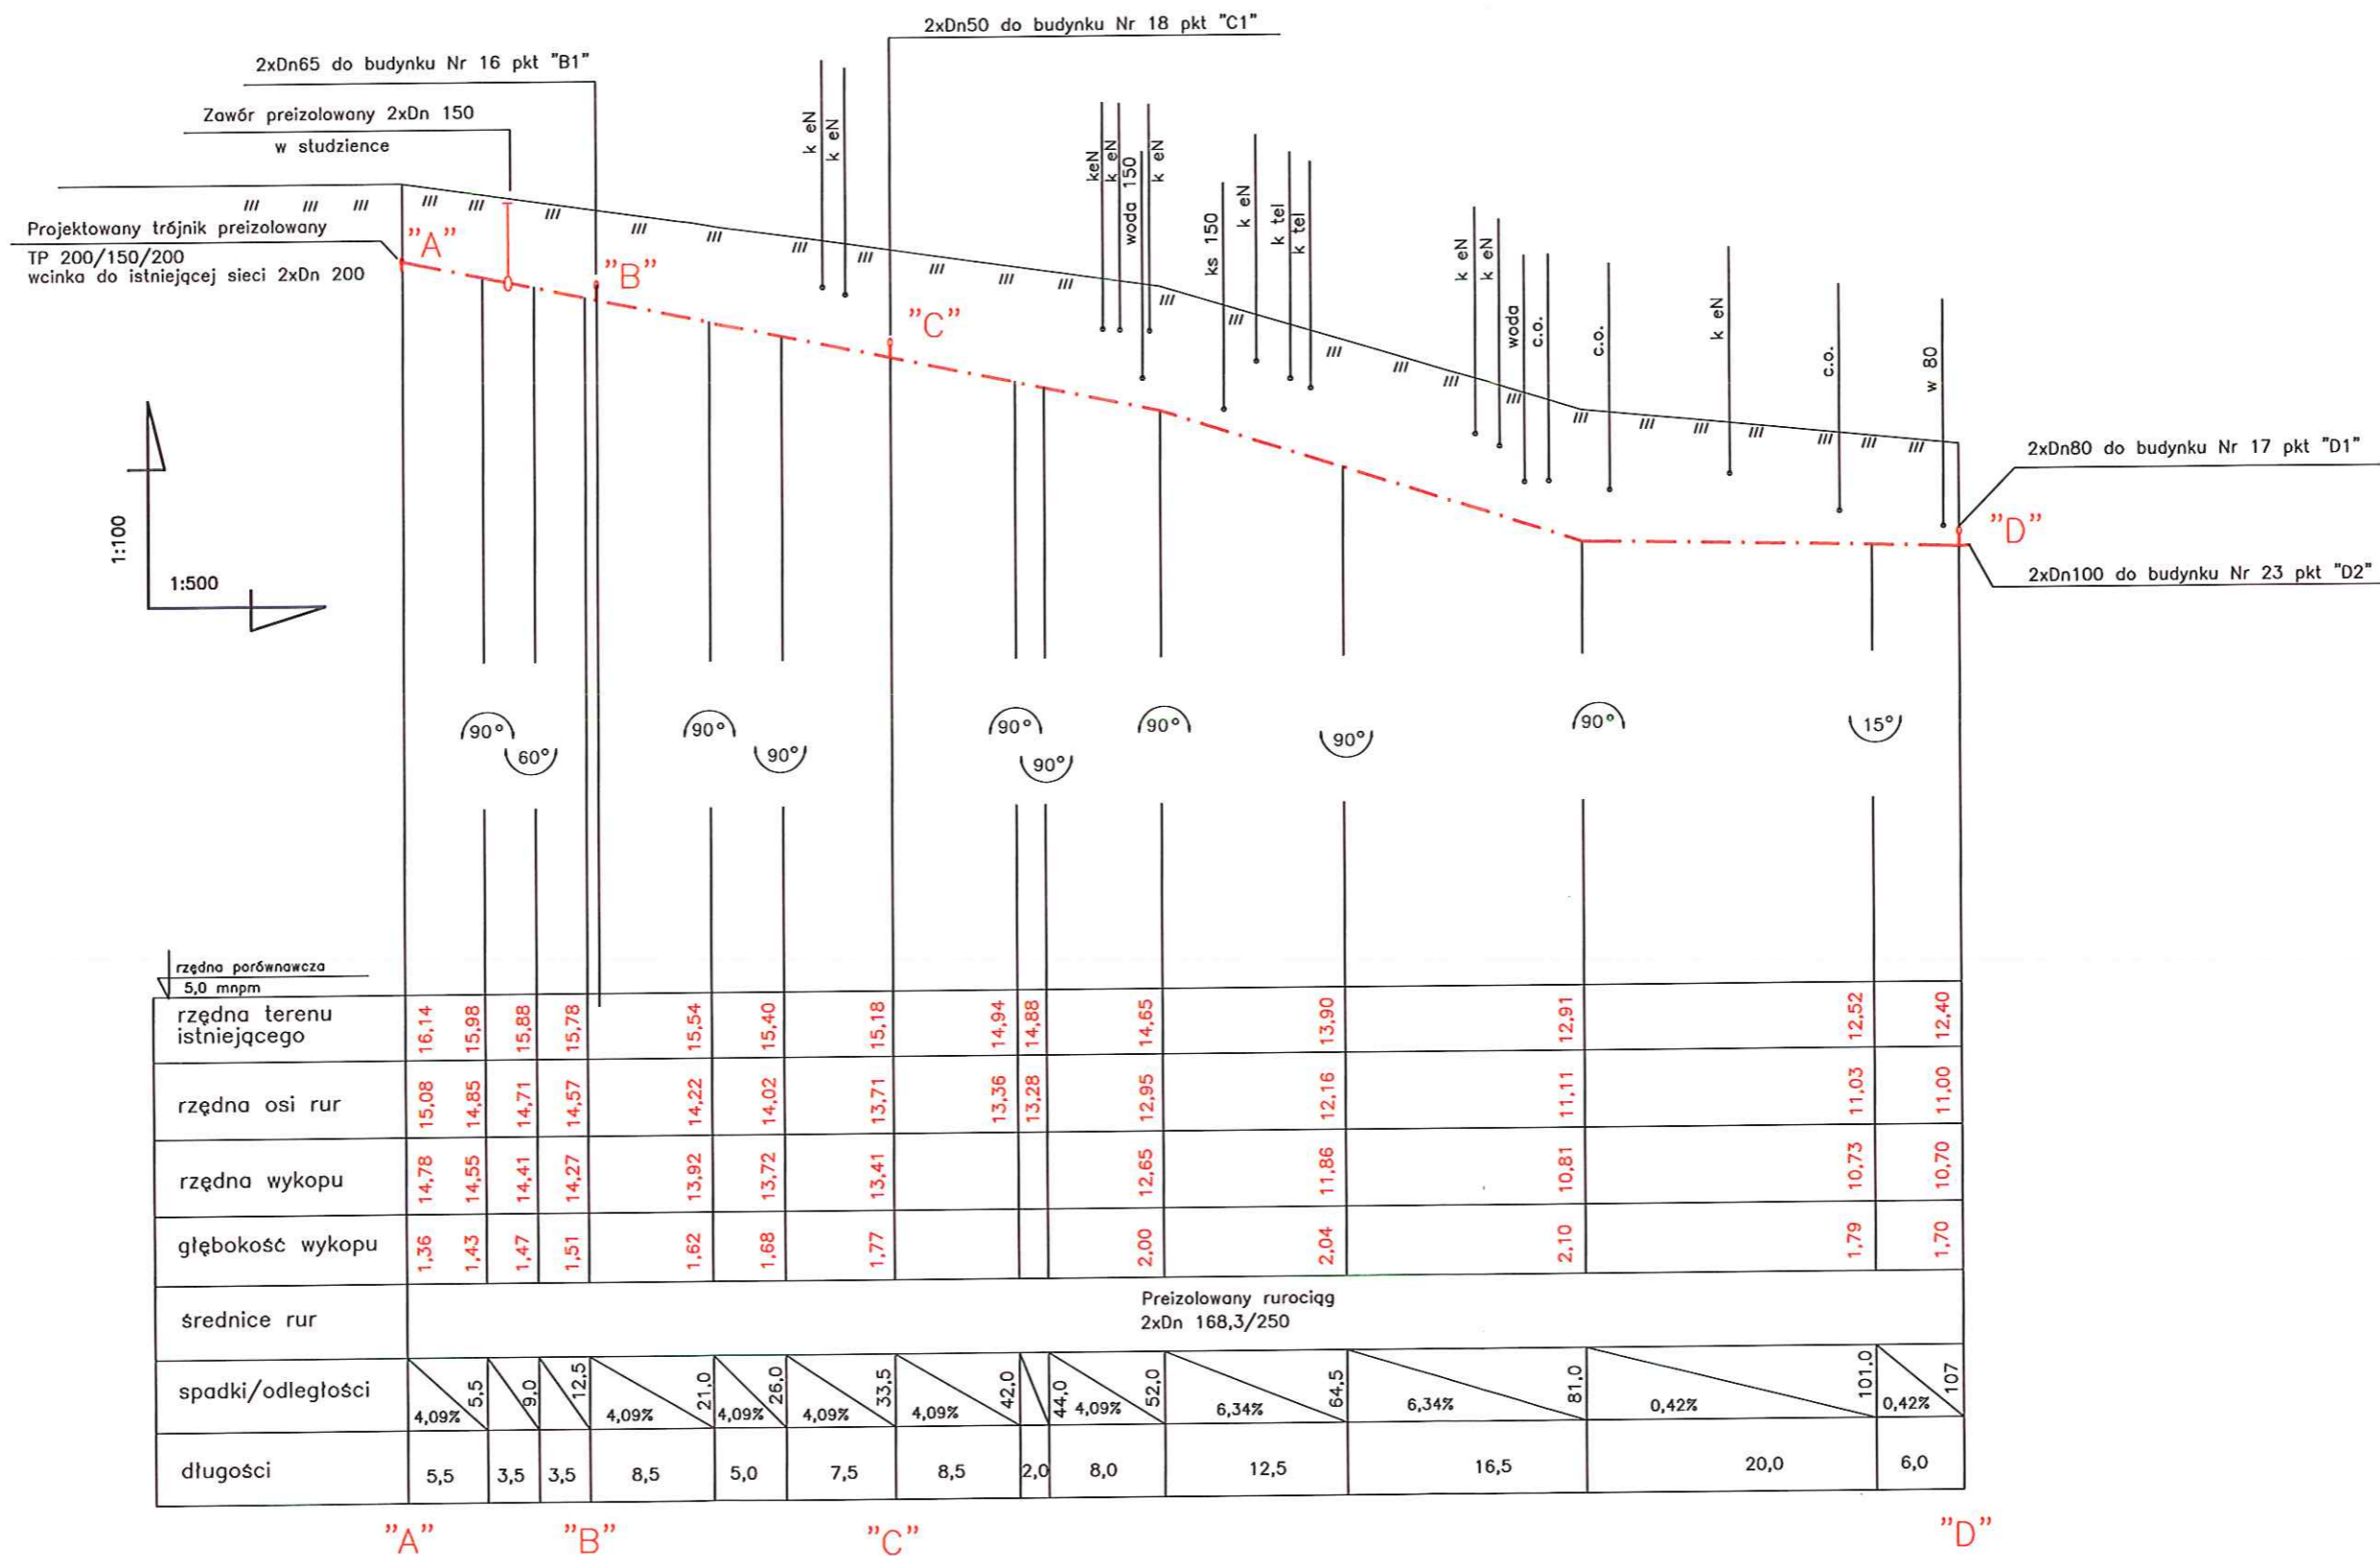 2xDn50 do budynku Nr 18 pkt "C1"
2xDn65 do budynku Nr 16 pkt "B1"
Zawór preizolowany 2xDn 150
w studzience
Projektowany trójnik preizolowany
TP 200/150/200
wcinka do istniejącej sieci 2xDn 200
"A"
"B"
"C"
k eN
k eN
keN
k eN
woda 150
k eN
ks 150
k eN
k tel
k tel
k eN
k eN
woda
c.o.
c.o.
k eN
c.o.
w 80
2xDn80 do budynku Nr 17 pkt "D1"
"D"
2xDn100 do budynku Nr 23 pkt "D2"
1:100
1:500
90°
60°
90°
90°
90°
90°
90°
90°
90°
15°
rzędna porównawcza
5,0 mnpm
rzędna terenu
istniejącego
16,14 15,98 15,88 15,78 15,54 15,40 15,18 14,94 14,88 14,65 13,90 12,91 12,52 12,40
rzędna osi rur
15,08 14,85 14,71 14,57 14,22 14,02 13,71 13,36 13,28 12,95 12,16 11,11 11,03 11,00
rzędna wykopu
14,78 14,55 14,41 14,27 13,92 13,72 13,41 12,65 11,86 10,81 10,73 10,70
głębokość wykopu
1,36 1,43 1,47 1,51 1,62 1,68 1,77 2,00 2,04 2,10 1,79 1,70
średnice rur
Preizolowany rurociąg
2xDn 168,3/250
spadki/odległości
4,09% 5,5 9,0 12,5 4,09% 21,0 4,09% 26,0 4,09% 33,5 4,09% 42,0 44,0 4,09% 52,0 6,34% 64,5 6,34% 81,0 0,42% 101,0 0,42% 107
długości
5,5 3,5 3,5 8,5 5,0 7,5 8,5 2,0 8,0 12,5 16,5 20,0 6,0
"A" "B" "C" "D"